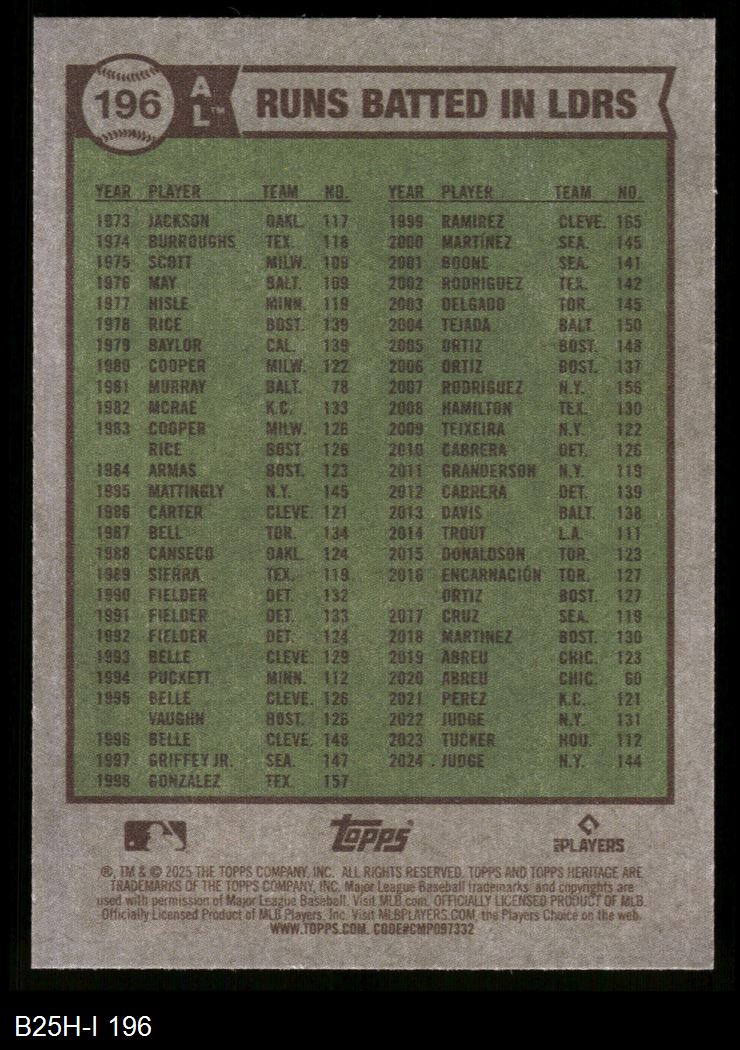 196 AL™ RUNS BATTED IN LDRS
YEAR PLAYER TEAM NO.
1973 JACKSON OAKL. 117
1974 BURROUGHS TEX. 118
1975 SCOTT MILW. 109
1976 MAY BALT. 109
1977 HISLE MINN. 119
1978 RICE BOST. 139
1979 BAYLOR CAL. 139
1980 COOPER MILW. 122
1981 MURRAY BALT. 78
1982 MCRAE K.C. 133
1983 COOPER MILW. 126
RICE BOST. 126
1984 ARMAS BOST. 123
1985 MATTINGLY N.Y. 145
1986 CARTER CLEVE. 121
1987 BELL TOR. 134
1988 CANSECO OAKL. 124
1989 SIERRA TEX. 119
1990 FIELDER DET. 132
1991 FIELDER DET. 133
1992 FIELDER DET. 124
1993 BELLE CLEVE. 129
1994 PUCKETT MINN. 112
1995 BELLE CLEVE. 126
VAUGHN BOST. 126
1996 BELLE CLEVE. 148
1997 GRIFFEY JR. SEA. 147
1998 GONZÁLEZ TEX. 157
YEAR PLAYER TEAM NO.
1999 RAMIREZ CLEVE. 165
2000 MARTÍNEZ SEA. 145
2001 BOONE SEA. 141
2002 RODRIGUEZ TEX. 142
2003 DELGADO TOR. 145
2004 TEJADA BALT. 150
2005 ORTIZ BOST. 148
2006 ORTIZ BOST. 137
2007 RODRIGUEZ N.Y. 156
2008 HAMILTON TEX. 130
2009 TEIXEIRA N.Y. 122
2010 CABRERA DET. 126
2011 GRANDERSON N.Y. 119
2012 CABRERA DET. 139
2013 DAVIS BALT. 138
2014 TROUT L.A. 111
2015 DONALDSON TOR. 123
2016 ENCARNACIÓN TOR. 127
ORTIZ BOST. 127
2017 CRUZ SEA. 119
2018 MARTINEZ BOST. 130
2019 ABREU CHIC. 123
2020 ABREU CHIC. 60
2021 PEREZ K.C. 121
2022 JUDGE N.Y. 131
2023 TUCKER HOU. 112
2024 . JUDGE N.Y. 144
TOPPS® MLBPLAYERS
®, TM & © 2025 THE TOPPS COMPANY, INC. ALL RIGHTS RESERVED. TOPPS AND TOPPS HERITAGE ARE
TRADEMARKS OF THE TOPPS COMPANY, INC. Major League Baseball trademarks and copyrights are
used with permission of Major League Baseball. Visit MLB.com. OFFICIALLY LICENSED PRODUCT OF MLB.
Officially Licensed Product of MLB Players, Inc. Visit MLBPLAYERS.COM, the Players Choice on the web.
WWW.TOPPS.COM. CODE#CMP097332
B25H-I 196